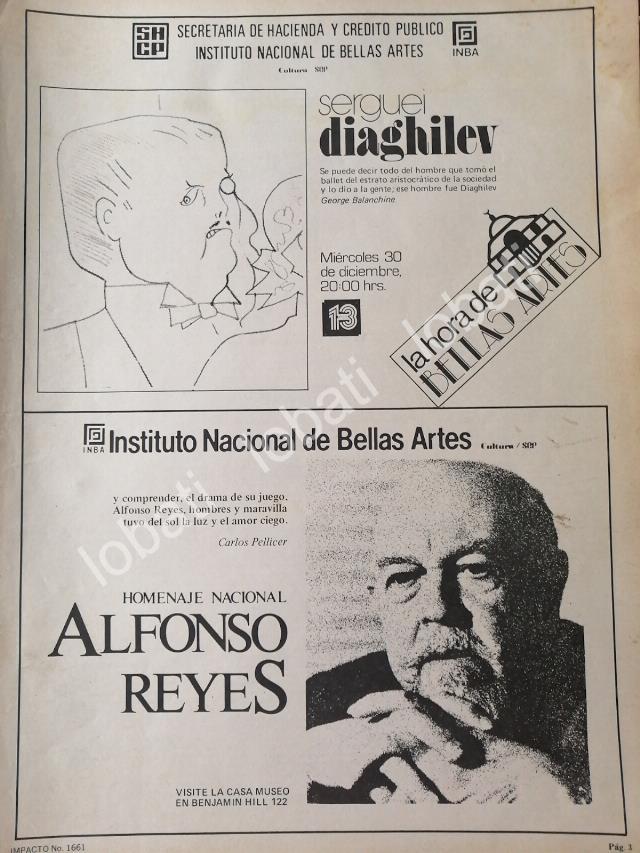 SHCP
SECRETARIA DE HACIENDA Y CREDITO PUBLICO
INSTITUTO NACIONAL DE BELLAS ARTES
INBA
Cultura SEP
serguei
diaghilev
Se puede decir todo del hombre que tomó el
ballet del estrato aristocrático de la sociedad
y lo dio a la gente; ese hombre fue Diaghilev
George Balanchine
Miércoles 30
de diciembre,
20:00 hrs.
13
la hora de
BELLAS ARTES
INBA
Instituto Nacional de Bellas Artes
Cultura / SEP
y comprender, el drama de su juego.
Alfonso Reyes, hombres y maravilla
tuvo del sol la luz y el amor ciego.
Carlos Pellicer
HOMENAJE NACIONAL
ALFONSO
REYES
VISITE LA CASA MUSEO
EN BENJAMIN HILL 122
IMPACTO No. 1661
Pág. 3
lobati lobati lobati lobati